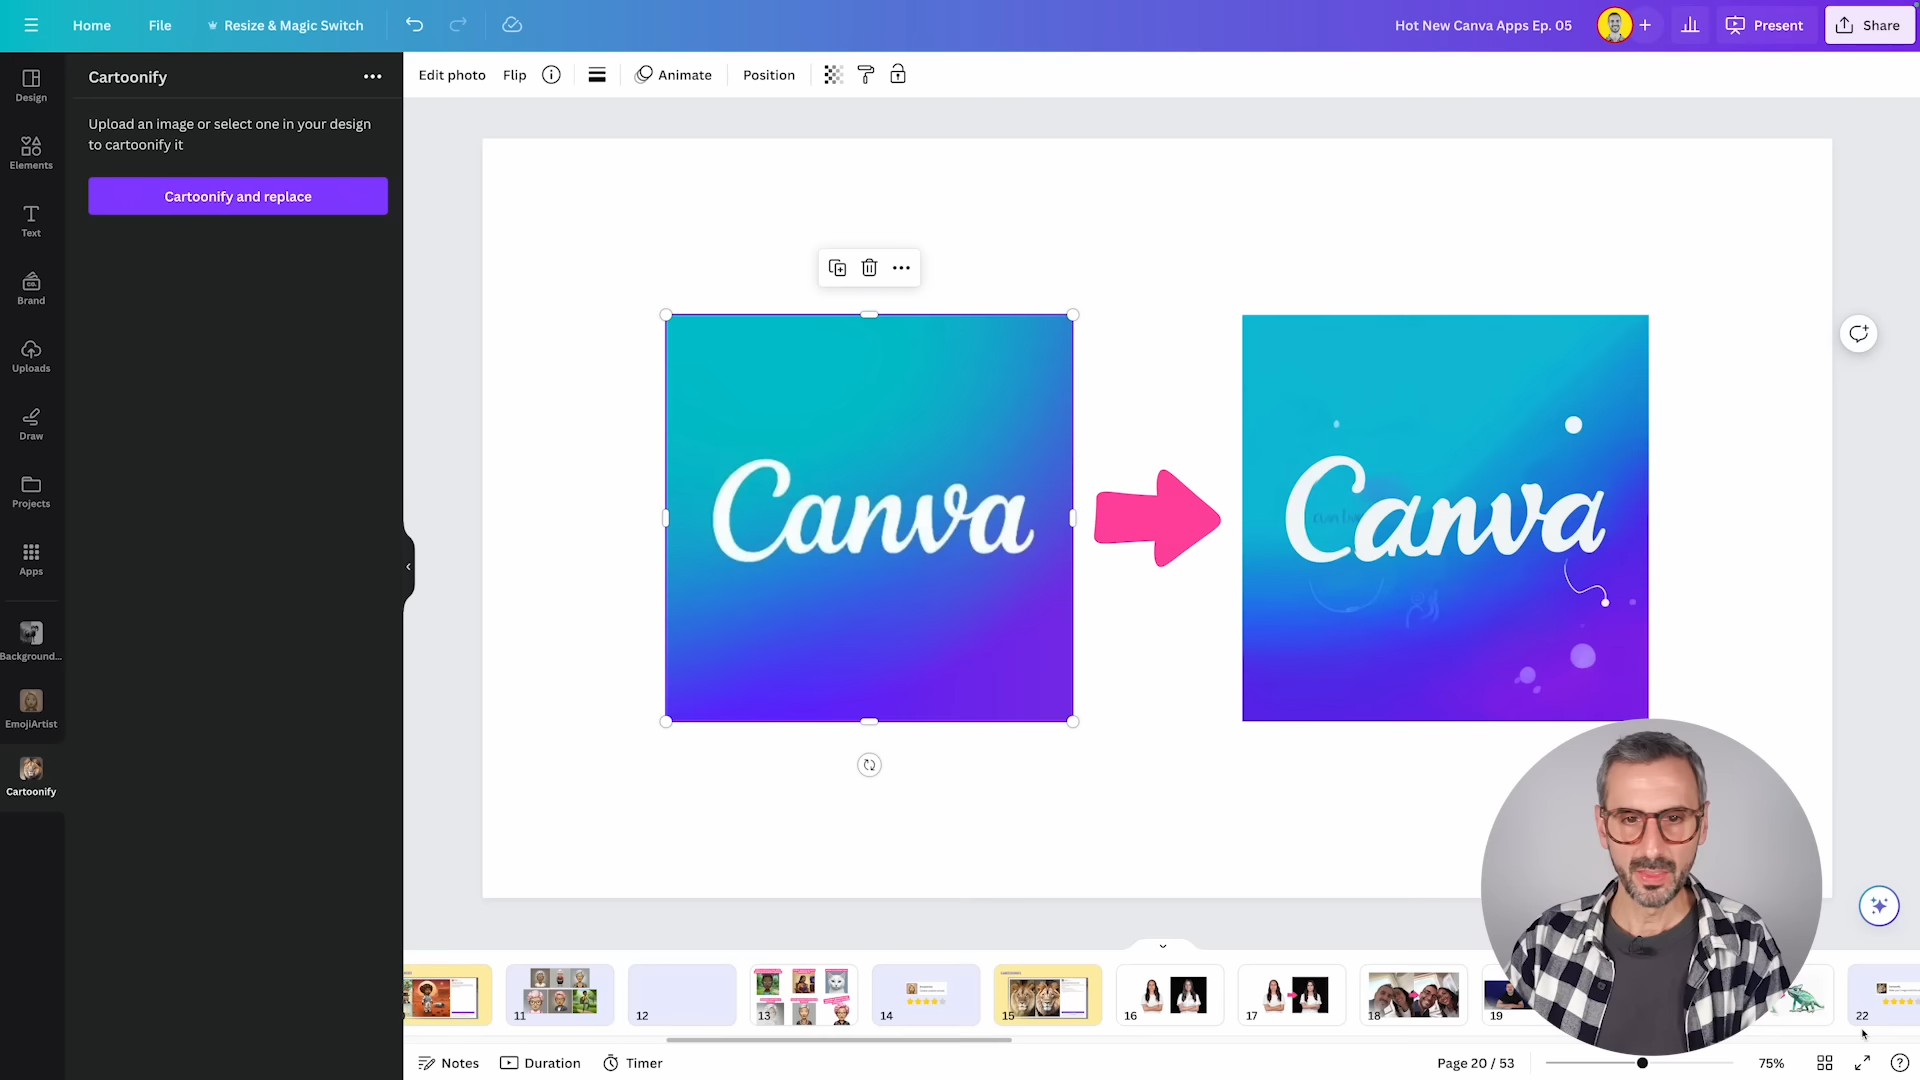 Home
File
Resize & Magic Switch
Hot New Canva Apps Ep. 05
Present
Share
Design
Elements
Text
Brand
Uploads
Draw
Projects
Apps
Background...
EmojiArtist
Cartoonify
Cartoonify
Upload an image or select one in your design
to cartoonify it
Cartoonify and replace
Edit photo
Flip
Animate
Position
Canva
Canva
11
12
13
14
15
16
17
18
19
22
Notes
Duration
Timer
Page 20 / 53
75%